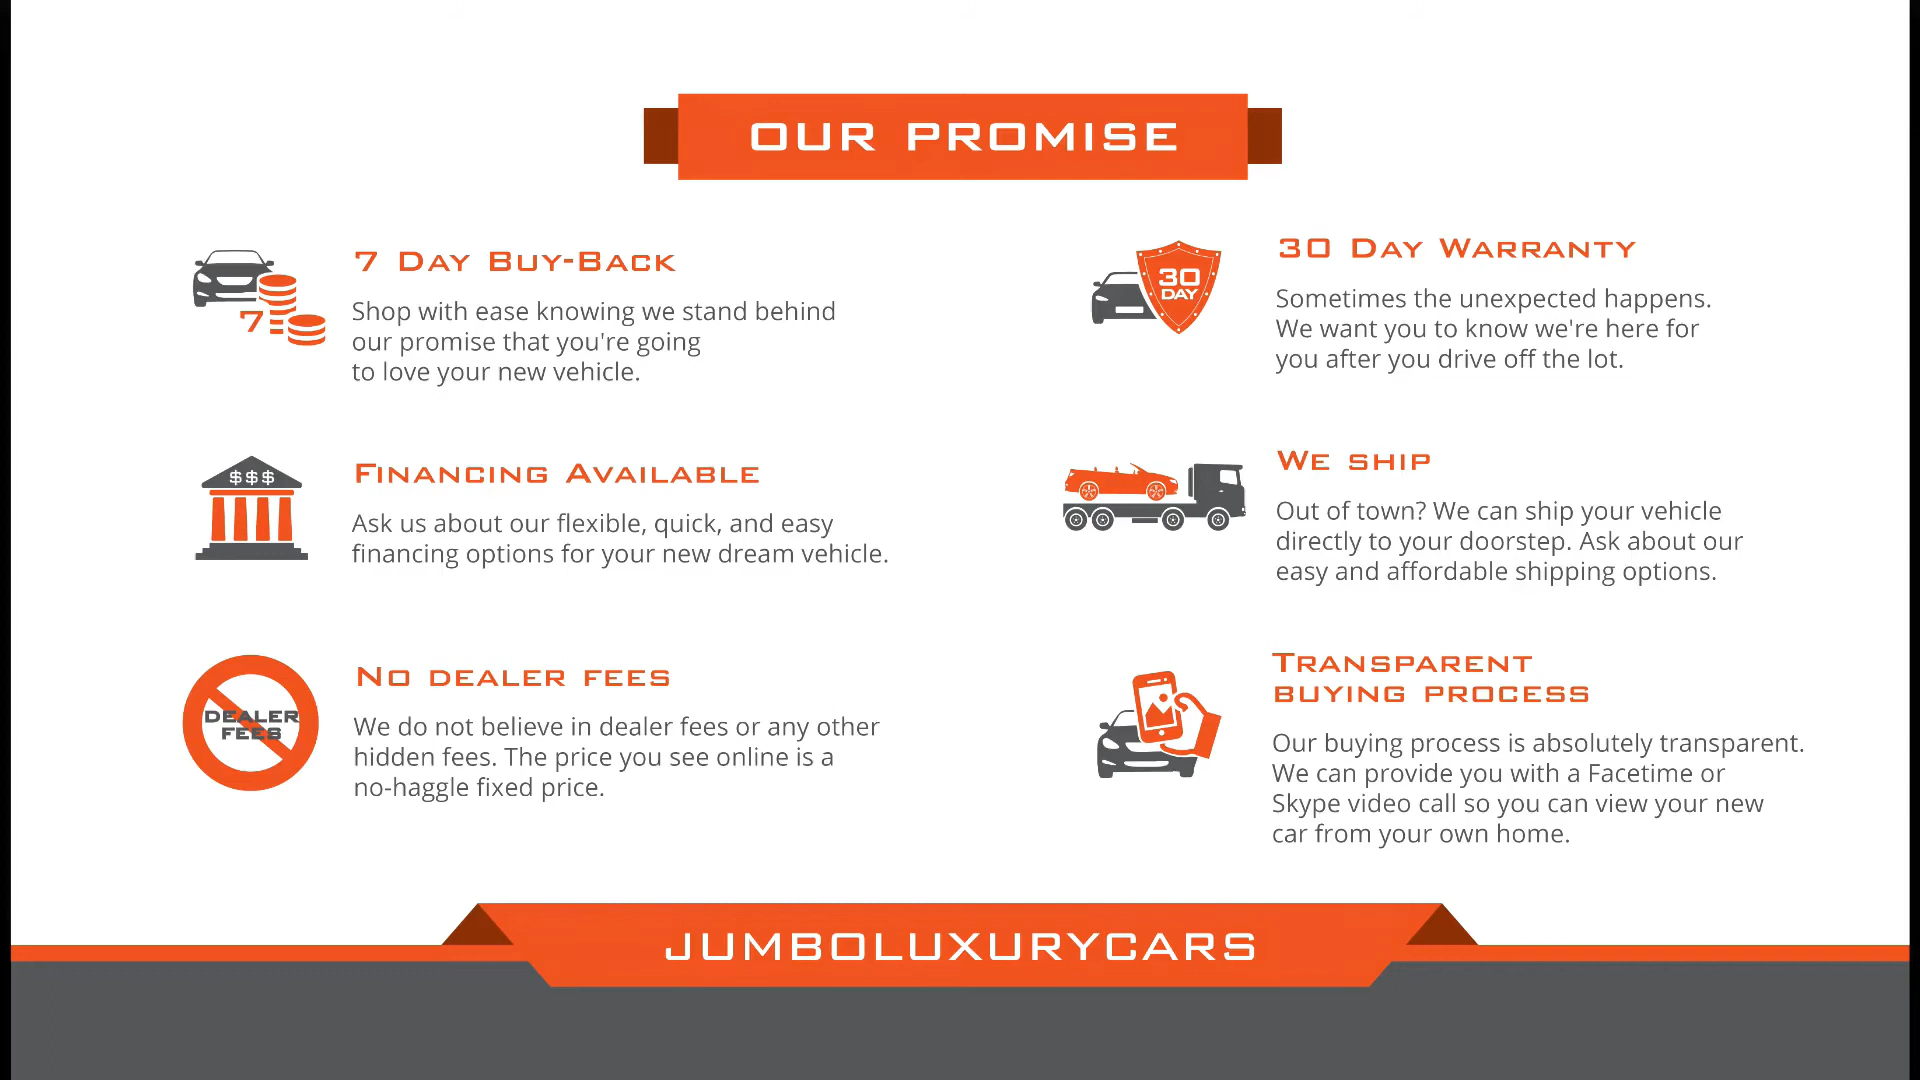 OUR PROMISE
7 DAY BUY-BACK
Shop with ease knowing we stand behind
our promise that you're going
to love your new vehicle.
7
30 DAY WARRANTY
Sometimes the unexpected happens.
We want you to know we're here for
you after you drive off the lot.
30
DAY
FINANCING AVAILABLE
Ask us about our flexible, quick, and easy
financing options for your new dream vehicle.
$$$
WE SHIP
Out of town? We can ship your vehicle
directly to your doorstep. Ask about our
easy and affordable shipping options.
NO DEALER FEES
We do not believe in dealer fees or any other
hidden fees. The price you see online is a
no-haggle fixed price.
DEALER
FEES
TRANSPARENT
BUYING PROCESS
Our buying process is absolutely transparent.
We can provide you with a Facetime or
Skype video call so you can view your new
car from your own home.
JUMBOLUXURYCARS